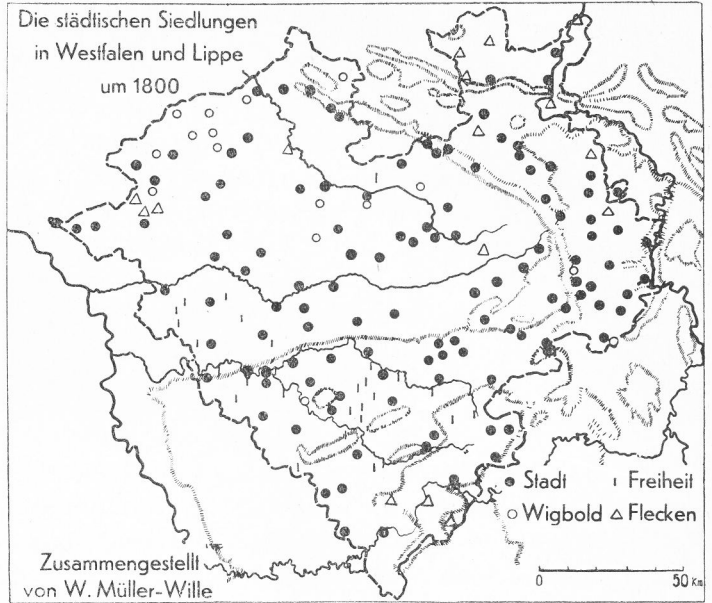 Die städtischen Siedlungen
in Westfalen und Lippe
um 1800
Stadt
Freiheit
Wigbold
Flecken
Zusammengestellt
von W. Müller-Wille
0 50 Km.